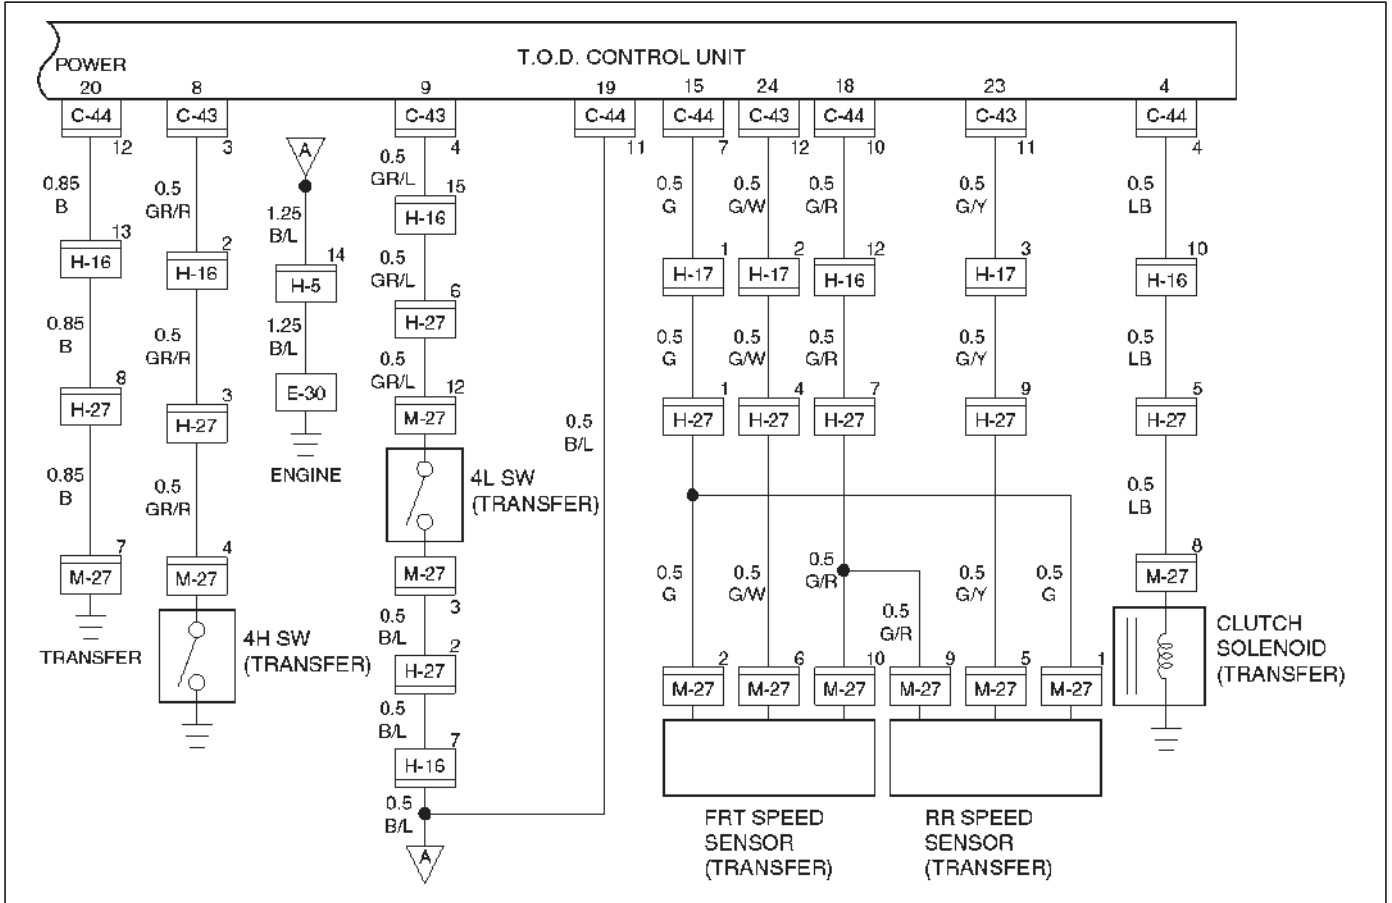 T.O.D. CONTROL UNIT
POWER
20 8 9 19 15 24 18 23 4
C-44 C-43 C-43 C-44 C-44 C-43 C-44 C-43 C-44
12 3 4 11 7 12 10 11 4
A
0.85 0.5 0.5 0.5 0.5 0.5 0.5 0.5
B GR/R GR/L G G/W G/R G/Y LB
15
H-16
1.25
B/L
13 2 14 1 2 12 3 10
H-16 H-16 H-5 H-17 H-17 H-16 H-17 H-16
0.5
GR/L
6
H-27
0.85 0.5 1.25 0.5 0.5 0.5 0.5 0.5 0.5
B GR/R B/L GR/L G G/W G/R G/Y LB
8 3 12 1 4 7 9 5
H-27 H-27 E-30 M-27 H-27 H-27 H-27 H-27 H-27
0.5
B/L
ENGINE
4L SW
(TRANSFER)
0.85 0.5 0.5
B GR/R LB
7 4 8
M-27 M-27 M-27 M-27
3
0.5 0.5 0.5 0.5 0.5
G G/W G/R G/Y G
0.5
G/R
0.5
B/L
TRANSFER
4H SW
(TRANSFER)
2
H-27
CLUTCH
SOLENOID
(TRANSFER)
2 6 10 9 5 1
M-27 M-27 M-27 M-27 M-27 M-27
0.5
B/L
7
H-16
0.5
B/L
A
FRT SPEED
SENSOR
(TRANSFER)
RR SPEED
SENSOR
(TRANSFER)